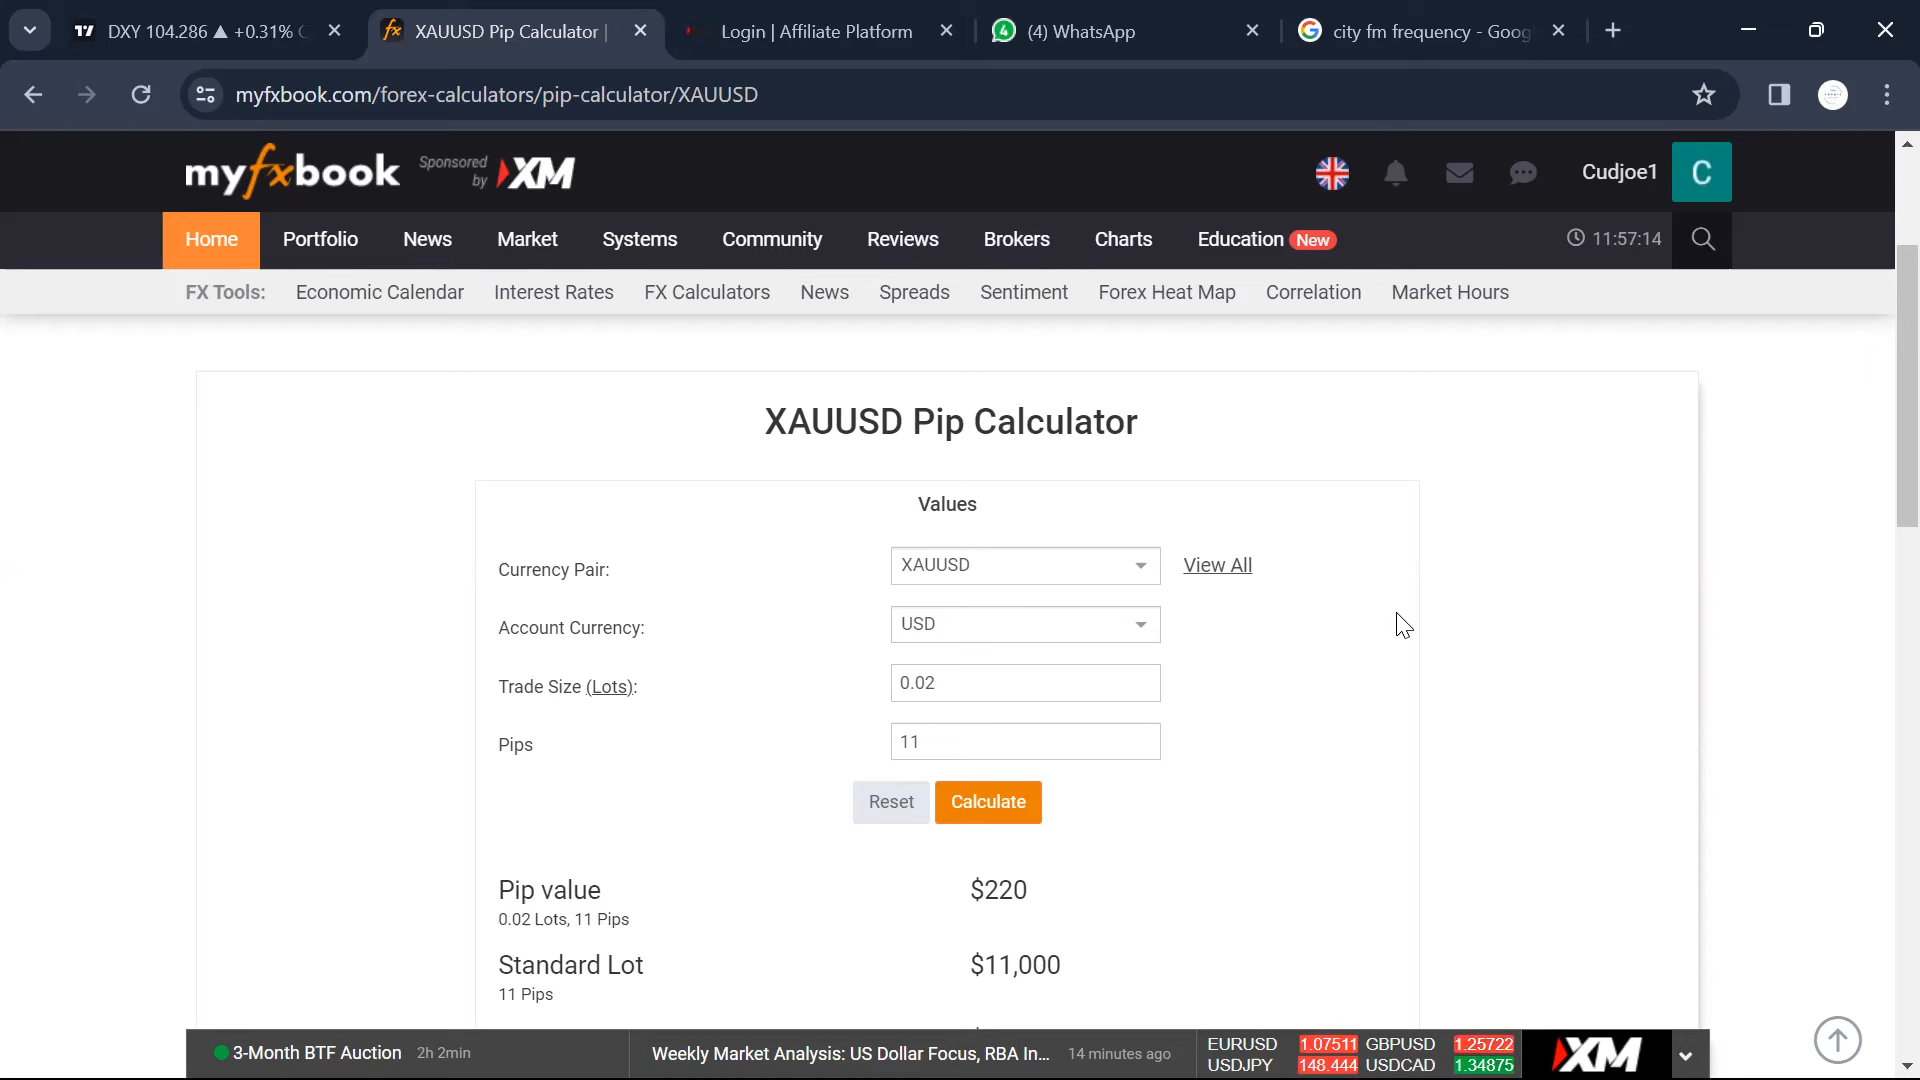 DXY 104.286 ▲ +0.31%
XAUUSD Pip Calculator |
Login | Affiliate Platform
(4) WhatsApp
city fm frequency - Goog
myfxbook.com/forex-calculators/pip-calculator/XAUUSD
myfxbook
Sponsored
by
XM
Cudjoe1
C
Home
Portfolio
News
Market
Systems
Community
Reviews
Brokers
Charts
Education New
11:57:14
FX Tools:
Economic Calendar
Interest Rates
FX Calculators
News
Spreads
Sentiment
Forex Heat Map
Correlation
Market Hours
XAUUSD Pip Calculator
Values
Currency Pair:
XAUUSD
View All
Account Currency:
USD
Trade Size (Lots):
0.02
Pips
11
Reset
Calculate
Pip value
$220
0.02 Lots, 11 Pips
Standard Lot
$11,000
11 Pips
3-Month BTF Auction 2h 2min
Weekly Market Analysis: US Dollar Focus, RBA In... 14 minutes ago
EURUSD 1.07511 GBPUSD 1.25722
USDJPY 148.444 USDCAD 1.34875
XM